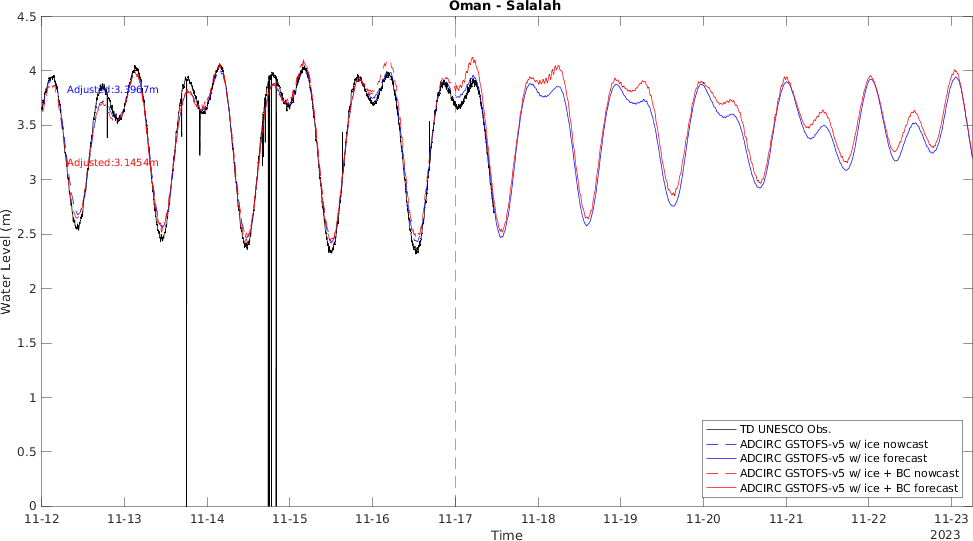 Oman - Salalah
4.5
4
3.5
3
2.5
2
1.5
1
0.5
0
Water Level (m)
Adjusted:3.3967m
Adjusted:3.1454m
TD UNESCO Obs.
ADCIRC GSTOFS-v5 w/ ice nowcast
ADCIRC GSTOFS-v5 w/ ice forecast
ADCIRC GSTOFS-v5 w/ ice + BC nowcast
ADCIRC GSTOFS-v5 w/ ice + BC forecast
11-12 11-13 11-14 11-15 11-16 11-17 11-18 11-19 11-20 11-21 11-22 11-23
Time
2023